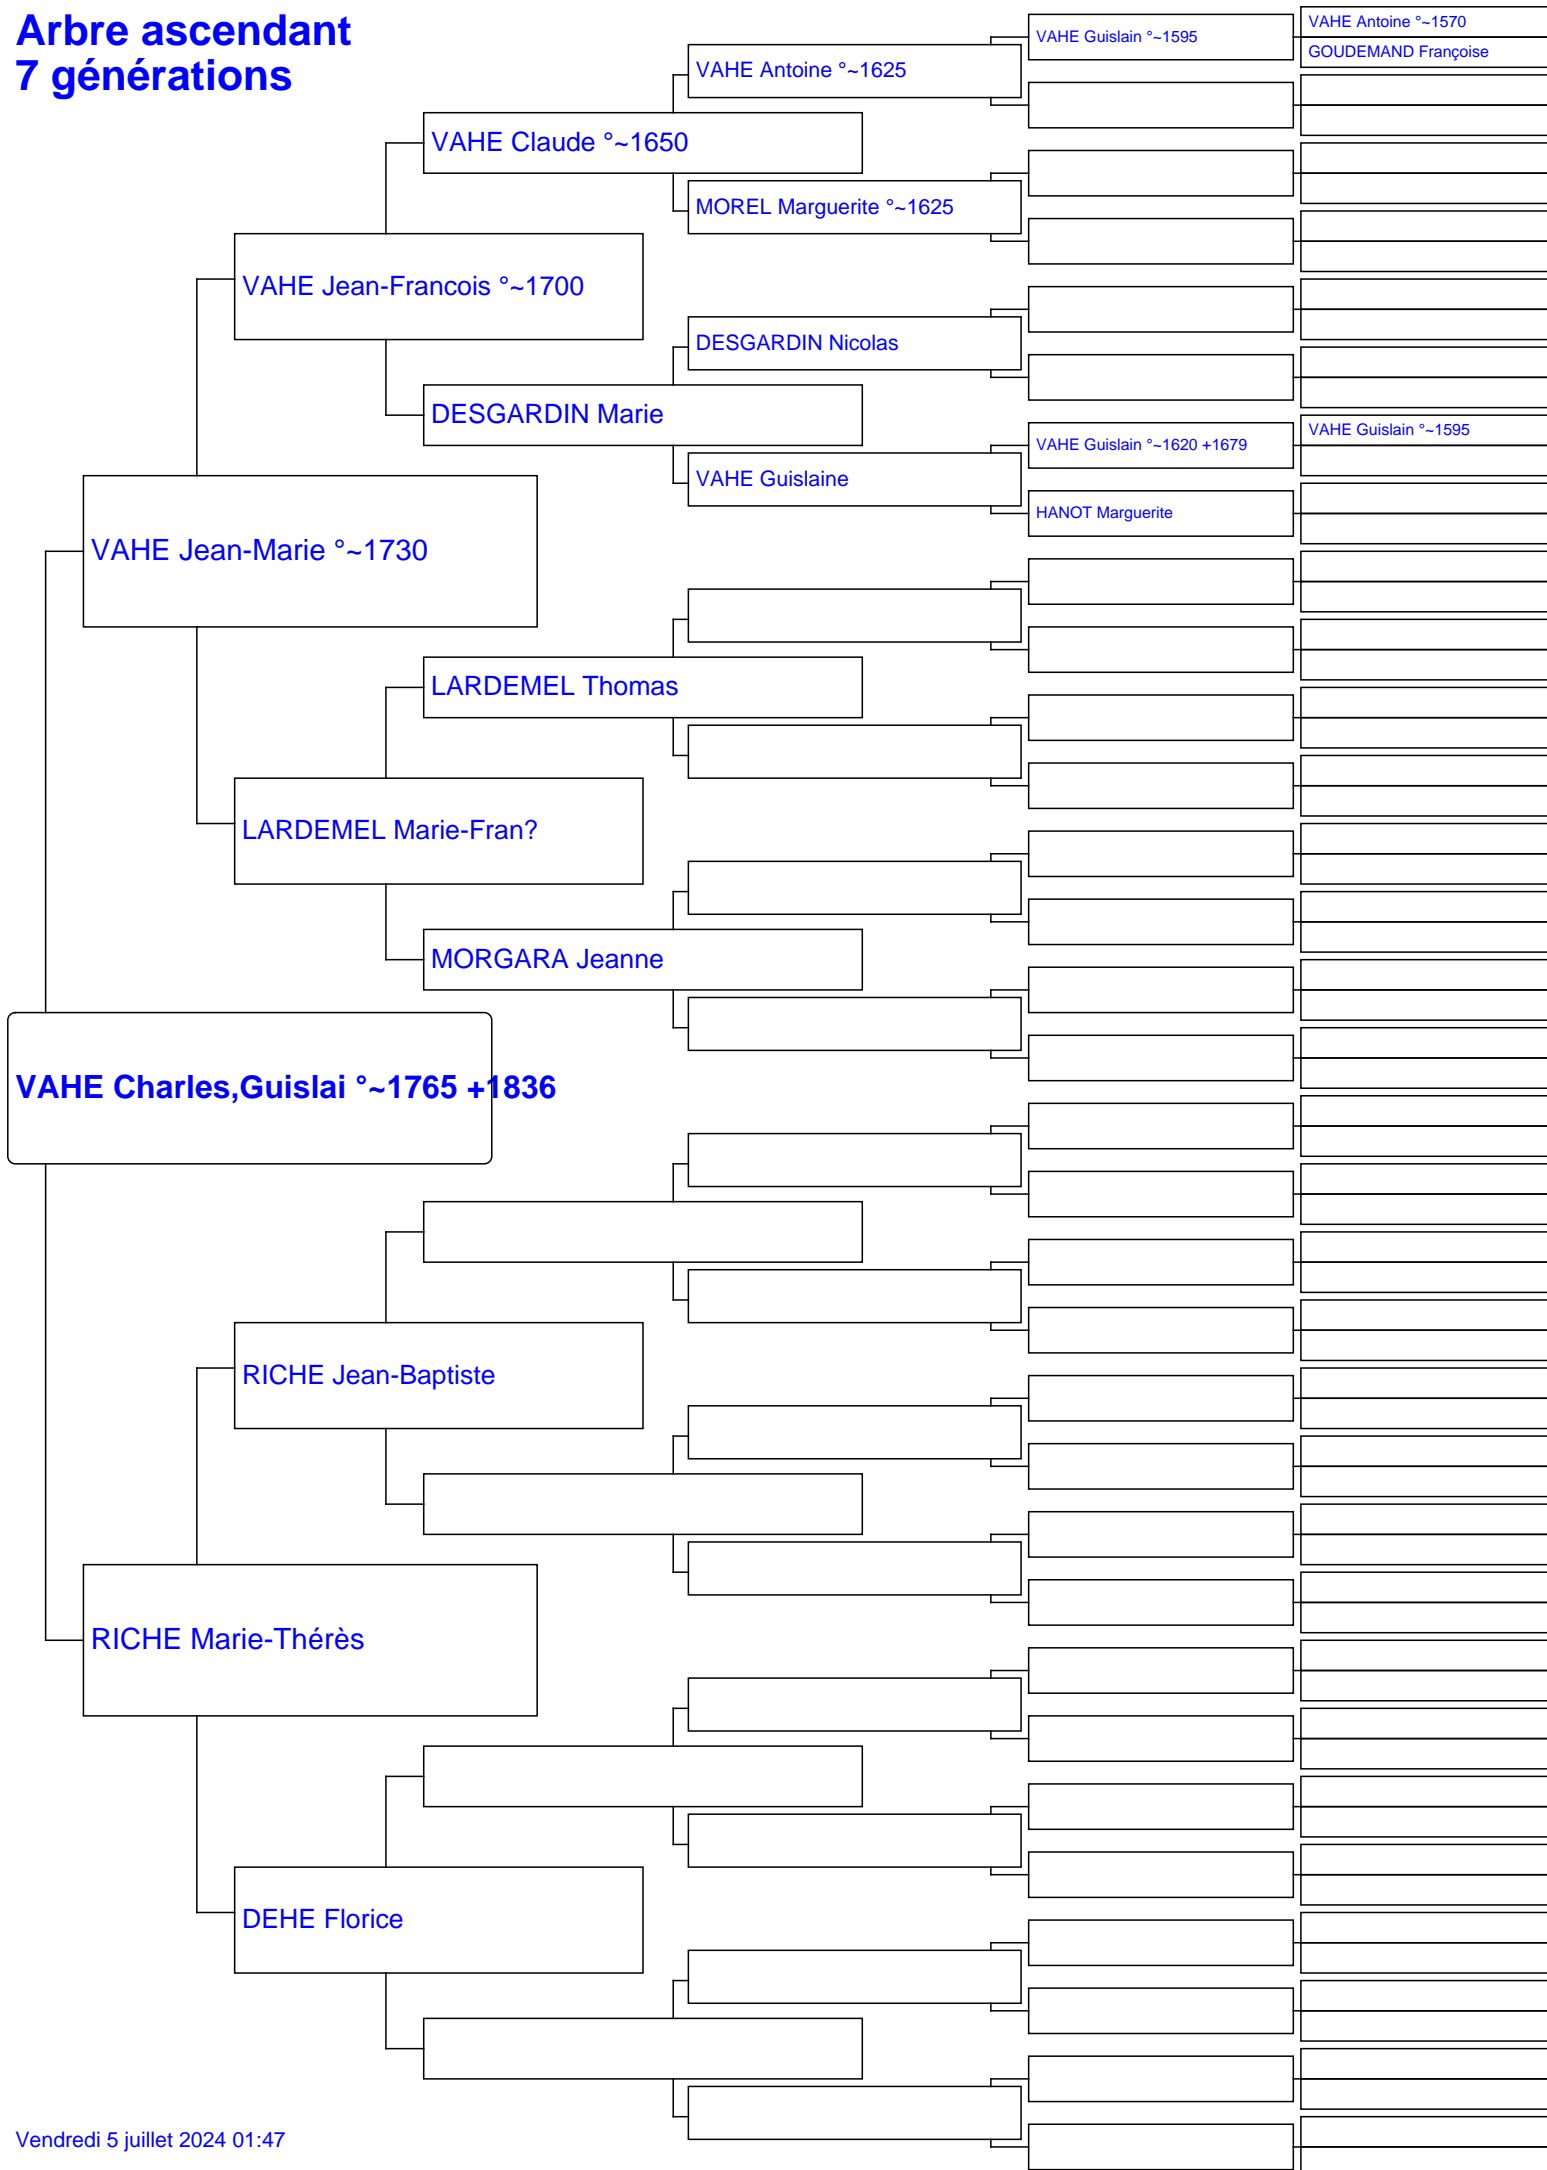 Arbre ascendant
7 générations
VAHE Guislain °~1595
VAHE Antoine °~1570
GOUDEMAND Françoise
VAHE Antoine °~1625
VAHE Claude °~1650
MOREL Marguerite °~1625
VAHE Jean-Francois °~1700
DESGARDIN Nicolas
DESGARDIN Marie
VAHE Guislain °~1620 +1679
VAHE Guislain °~1595
VAHE Guislaine
HANOT Marguerite
VAHE Jean-Marie °~1730
LARDEMEL Thomas
LARDEMEL Marie-Fran?
MORGARA Jeanne
VAHE Charles,Guislai °~1765 +1836
RICHE Jean-Baptiste
RICHE Marie-Thérès
DEHE Florice
Vendredi 5 juillet 2024 01:47